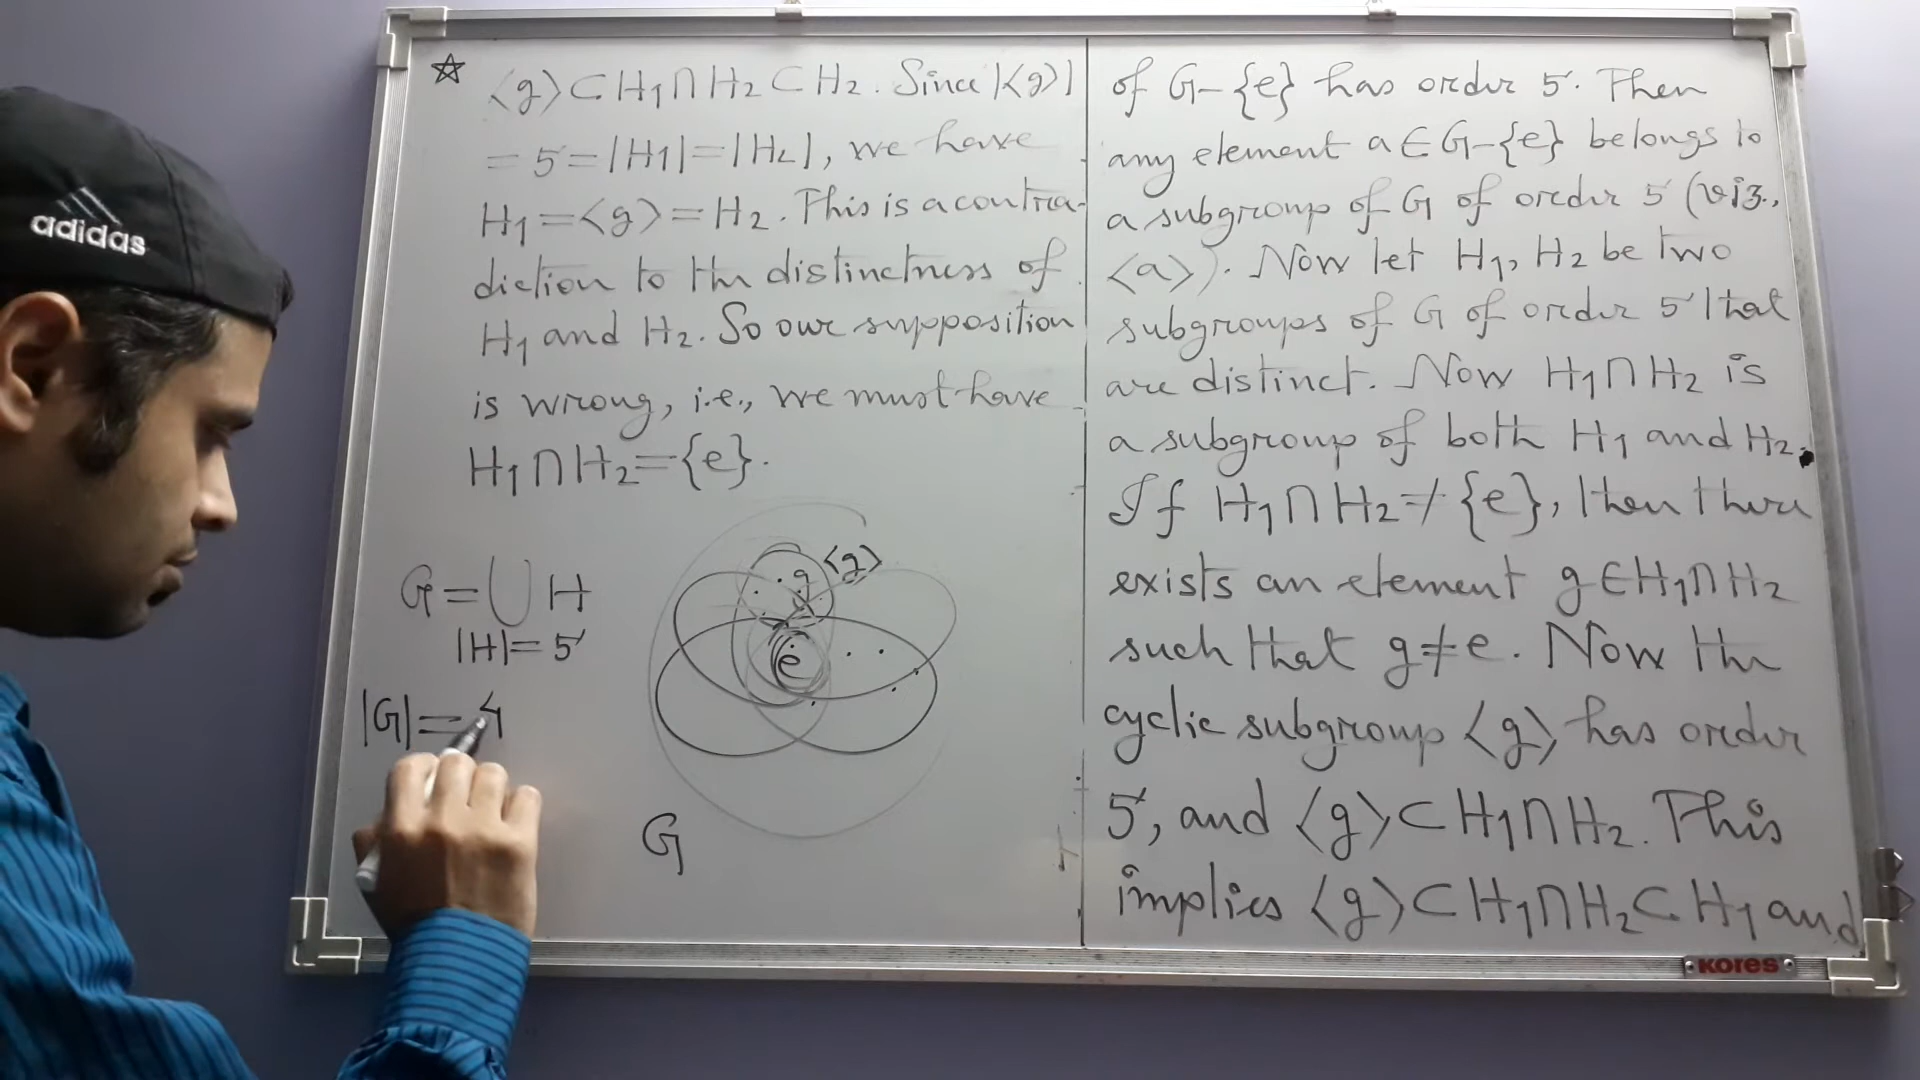 adidas
☆ ⟨g⟩⊂H₁∩H₂⊂H₂. Since |⟨g⟩|
=5=|H₁|=|H₂|, we have
H₁=⟨g⟩=H₂. This is a contra-
diction to the distinctness of
H₁ and H₂. So our supposition
is wrong, i.e., we must have
H₁∩H₂={e}.
G=⋃H
|H|=5
|G|=4
g ⟨g⟩
e
G
of G-{e} has order 5. Then
any element a∈G-{e} belongs to
a subgroup of G of order 5 (viz.,
⟨a⟩). Now let H₁, H₂ be two
subgroups of G of order 5 that
are distinct. Now H₁∩H₂ is
a subgroup of both H₁ and H₂.
If H₁∩H₂≠{e}, then there
exists an element g∈H₁∩H₂
such that g≠e. Now the
cyclic subgroup ⟨g⟩ has order
5, and ⟨g⟩⊂H₁∩H₂. This
implies ⟨g⟩⊂H₁∩H₂⊂H₁ and
kores